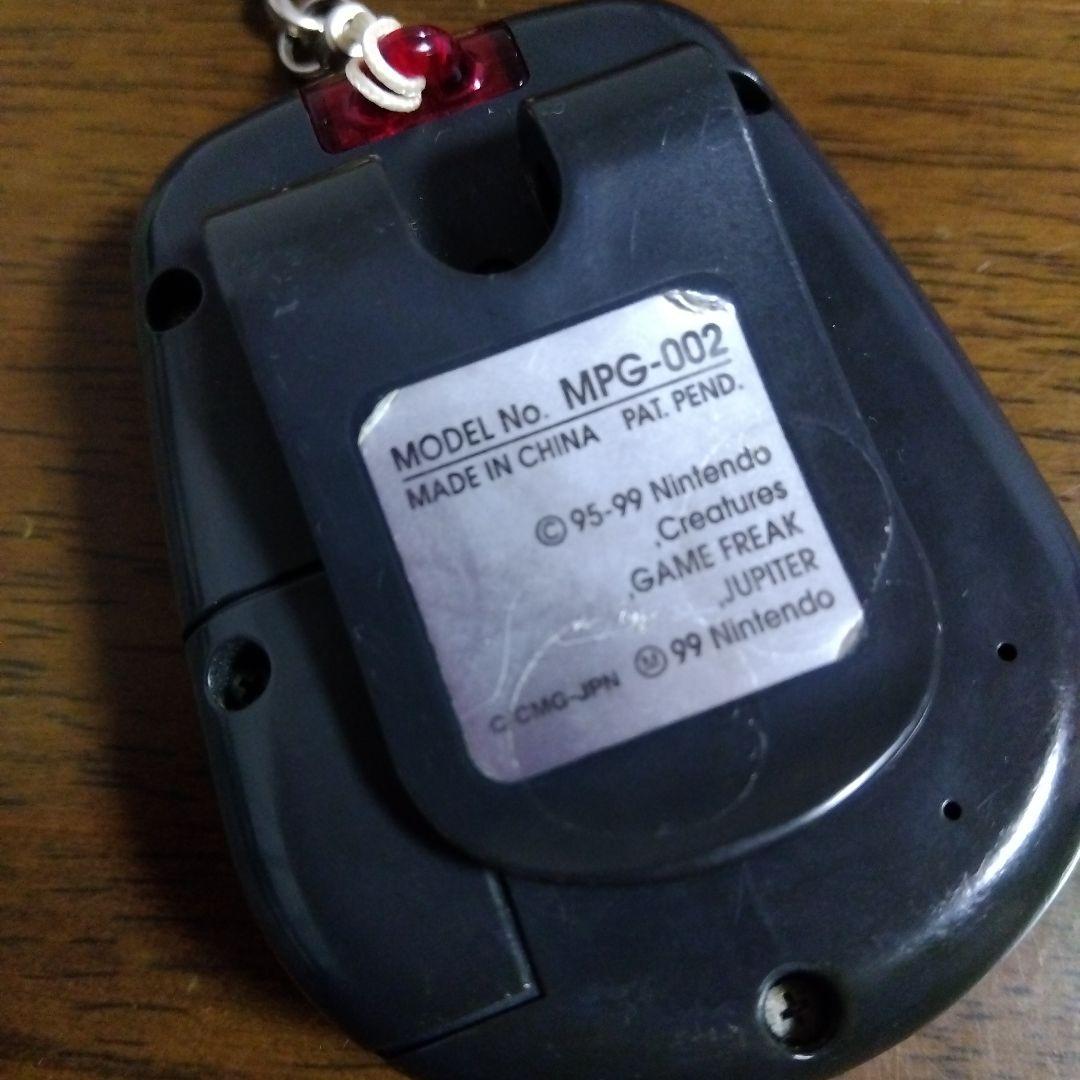 MODEL No. MPG-002
MADE IN CHINA PAT. PEND.
©95-99 Nintendo
,Creatures
,GAME FREAK
,JUPITER
Ⓜ99 Nintendo
C CMG-JPN